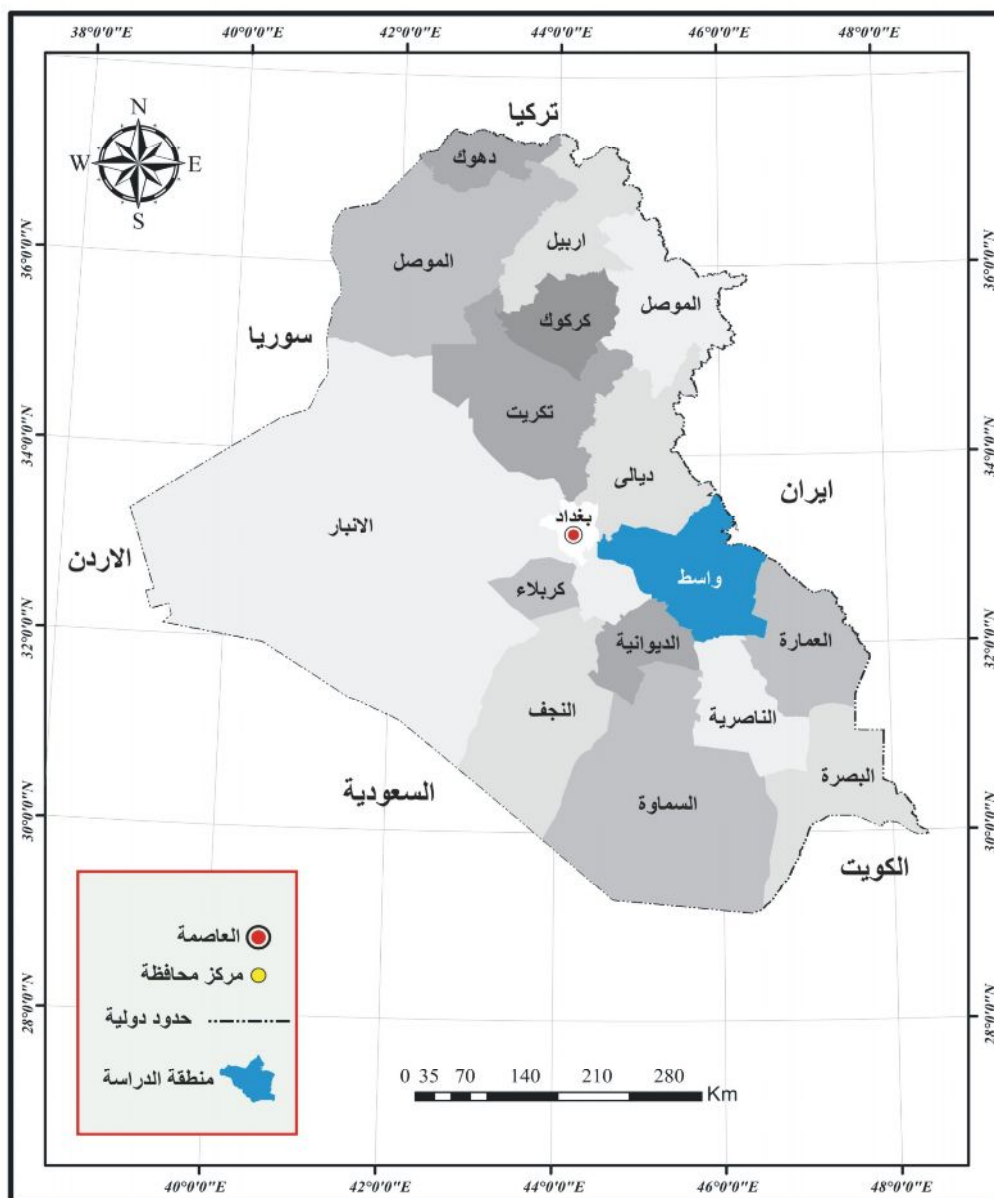 38°0'0"E 40°0'0"E 42°0'0"E 44°0'0"E 46°0'0"E 48°0'0"E
N
W E
S
تركيا
دهوك
اربيل
الموصل
الموصل
كركوك
سوريا
تكريت
ديالى
ايران
بغداد
الانبار
الاردن
واسط
كربلاء
الديوانية
العمارة
النجف
الناصرية
البصرة
السعودية
السماوة
الكويت
36°0'0"N
34°0'0"N
32°0'0"N
30°0'0"N
28°0'0"N
36°0'0"N
34°0'0"N
32°0'0"N
30°0'0"N
28°0'0"N
العاصمة
مركز محافظة
حدود دولية
منطقة الدراسة
0 35 70 140 210 280
Km
40°0'0"E 42°0'0"E 44°0'0"E 46°0'0"E 48°0'0"E